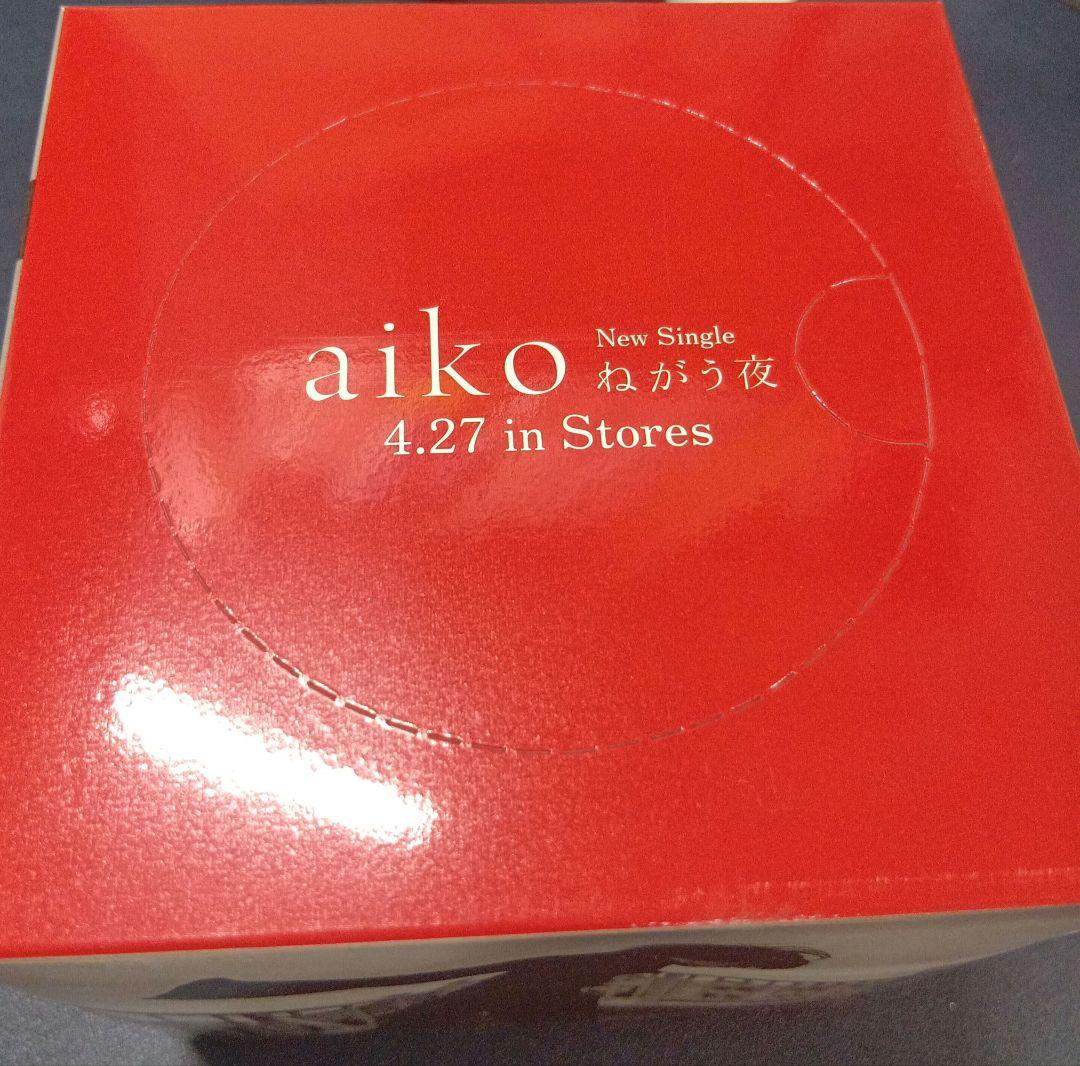 aiko
New Single
ねがう夜
4.27 in Stores